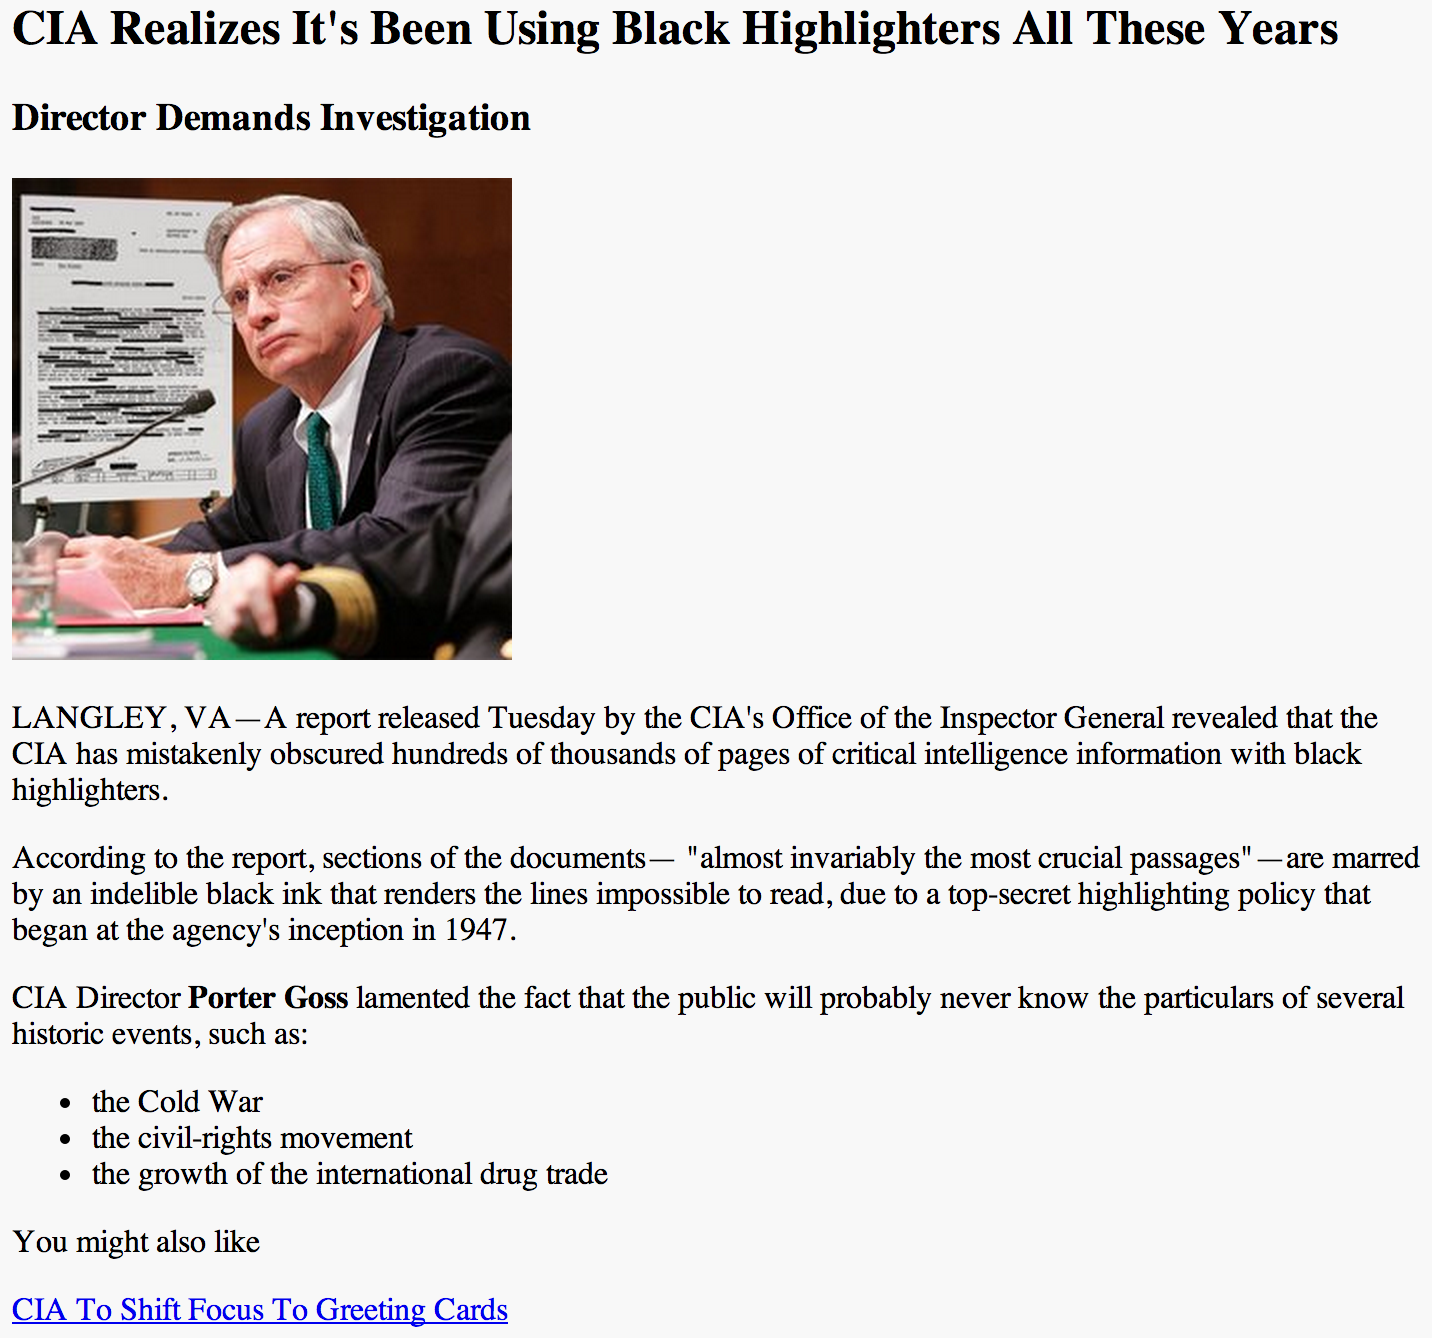 CIA Realizes It's Been Using Black Highlighters All These Years
Director Demands Investigation
LANGLEY, VA—A report released Tuesday by the CIA's Office of the Inspector General revealed that the
CIA has mistakenly obscured hundreds of thousands of pages of critical intelligence information with black
highlighters.
According to the report, sections of the documents— "almost invariably the most crucial passages"—are marred
by an indelible black ink that renders the lines impossible to read, due to a top-secret highlighting policy that
began at the agency's inception in 1947.
CIA Director Porter Goss lamented the fact that the public will probably never know the particulars of several
historic events, such as:
• the Cold War
• the civil-rights movement
• the growth of the international drug trade
You might also like
CIA To Shift Focus To Greeting Cards